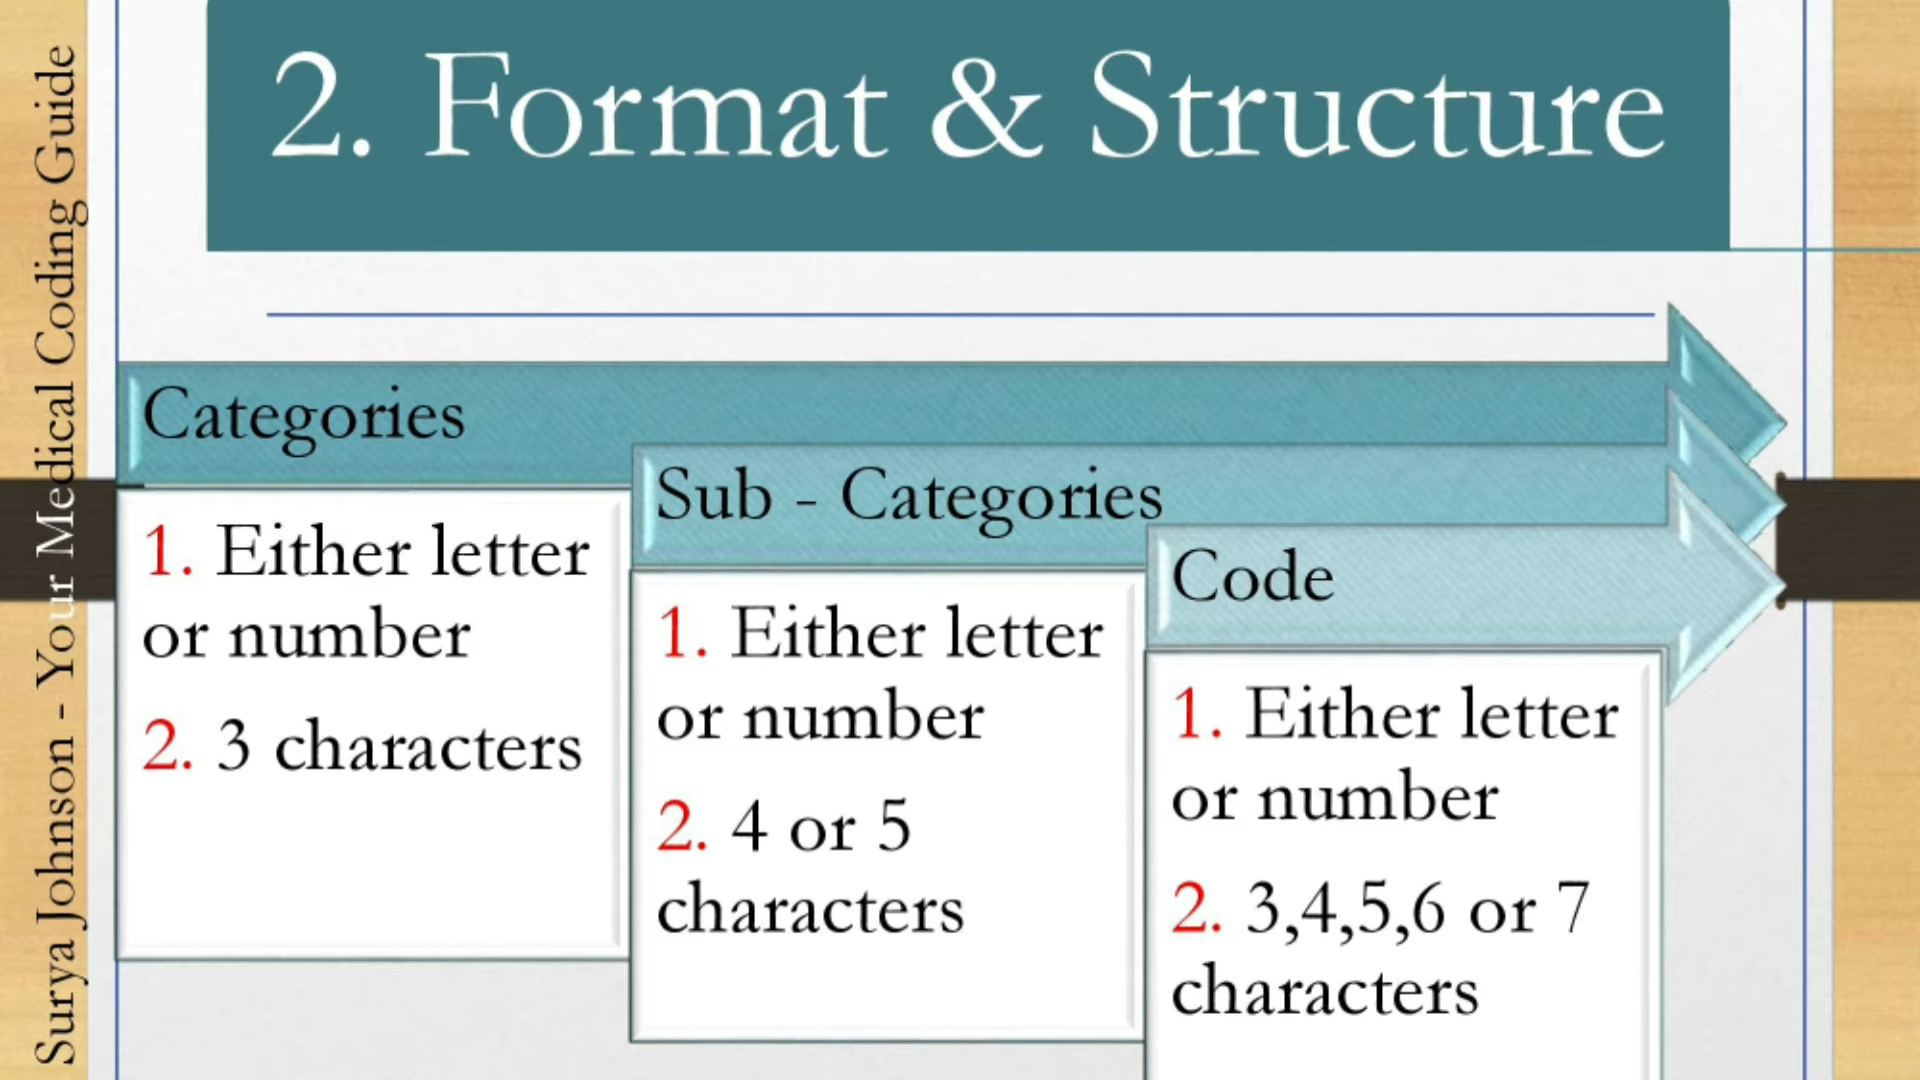 2. Format & Structure
Surya Johnson - Your Medical Coding Guide
Categories
1. Either letter
or number
2. 3 characters
Sub - Categories
1. Either letter
or number
2. 4 or 5
characters
Code
1. Either letter
or number
2. 3,4,5,6 or 7
characters